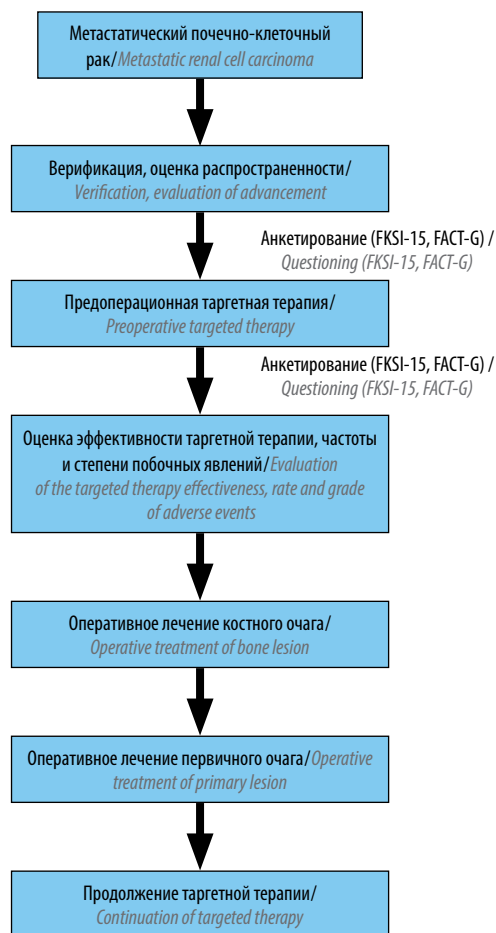 Метастатический почечно-клеточный
рак/Metastatic renal cell carcinoma
Верификация, оценка распространенности/
Verification, evaluation of advancement
Анкетирование (FKSI-15, FACT-G) /
Questioning (FKSI-15, FACT-G)
Предоперационная таргетная терапия/
Preoperative targeted therapy
Анкетирование (FKSI-15, FACT-G) /
Questioning (FKSI-15, FACT-G)
Оценка эффективности таргетной терапии, частоты
и степени побочных явлений/Evaluation
of the targeted therapy effectiveness, rate and grade
of adverse events
Оперативное лечение костного очага/
Operative treatment of bone lesion
Оперативное лечение первичного очага/Operative
treatment of primary lesion
Продолжение таргетной терапии/
Continuation of targeted therapy